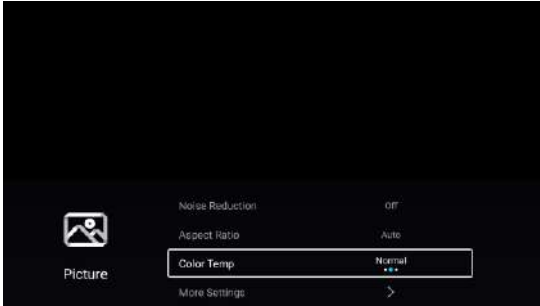 Noise Reduction Off
Aspect Ratio Auto
Color Temp Normal
Picture
More Settings >